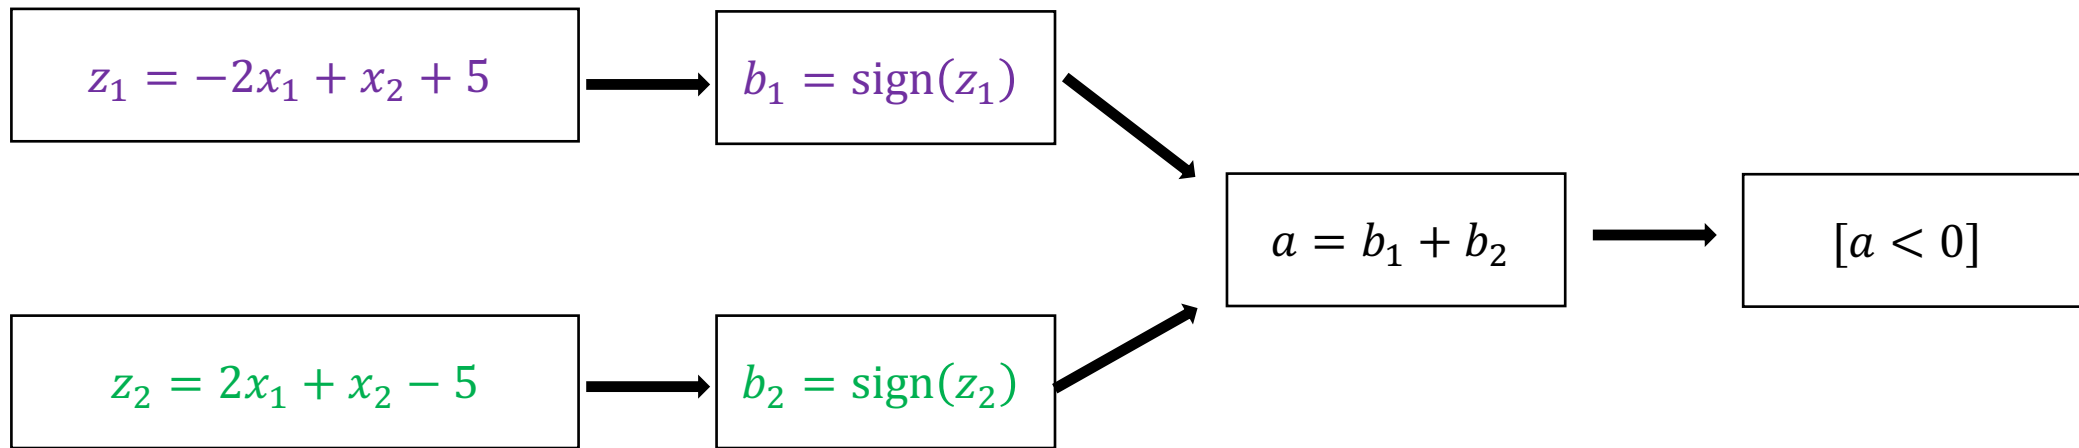 z₁ = −2x₁ + x₂ + 5
b₁ = sign(z₁)
a = b₁ + b₂
[a < 0]
z₂ = 2x₁ + x₂ − 5
b₂ = sign(z₂)